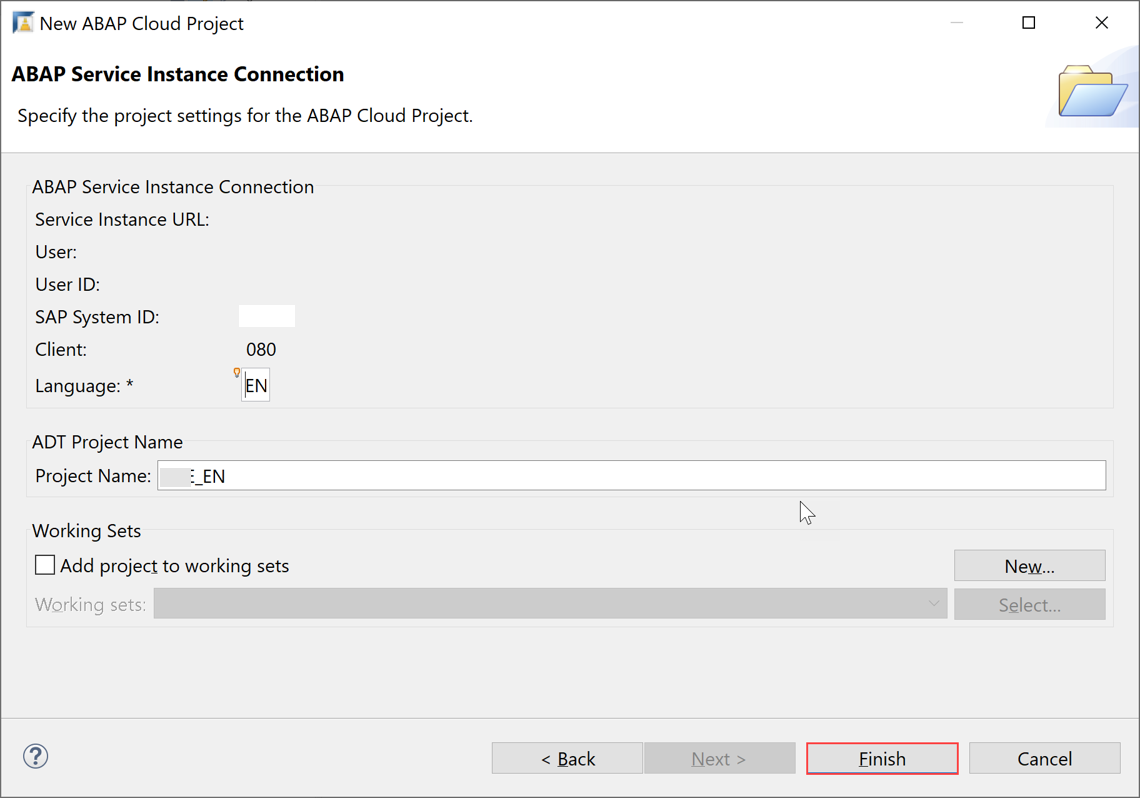 New ABAP Cloud Project
ABAP Service Instance Connection
Specify the project settings for the ABAP Cloud Project.
ABAP Service Instance Connection
Service Instance URL:
User:
User ID:
SAP System ID:
Client: 080
Language: * EN
ADT Project Name
Project Name: _EN
Working Sets
Add project to working sets
New...
Working sets:
Select...
? < Back Next > Finish Cancel